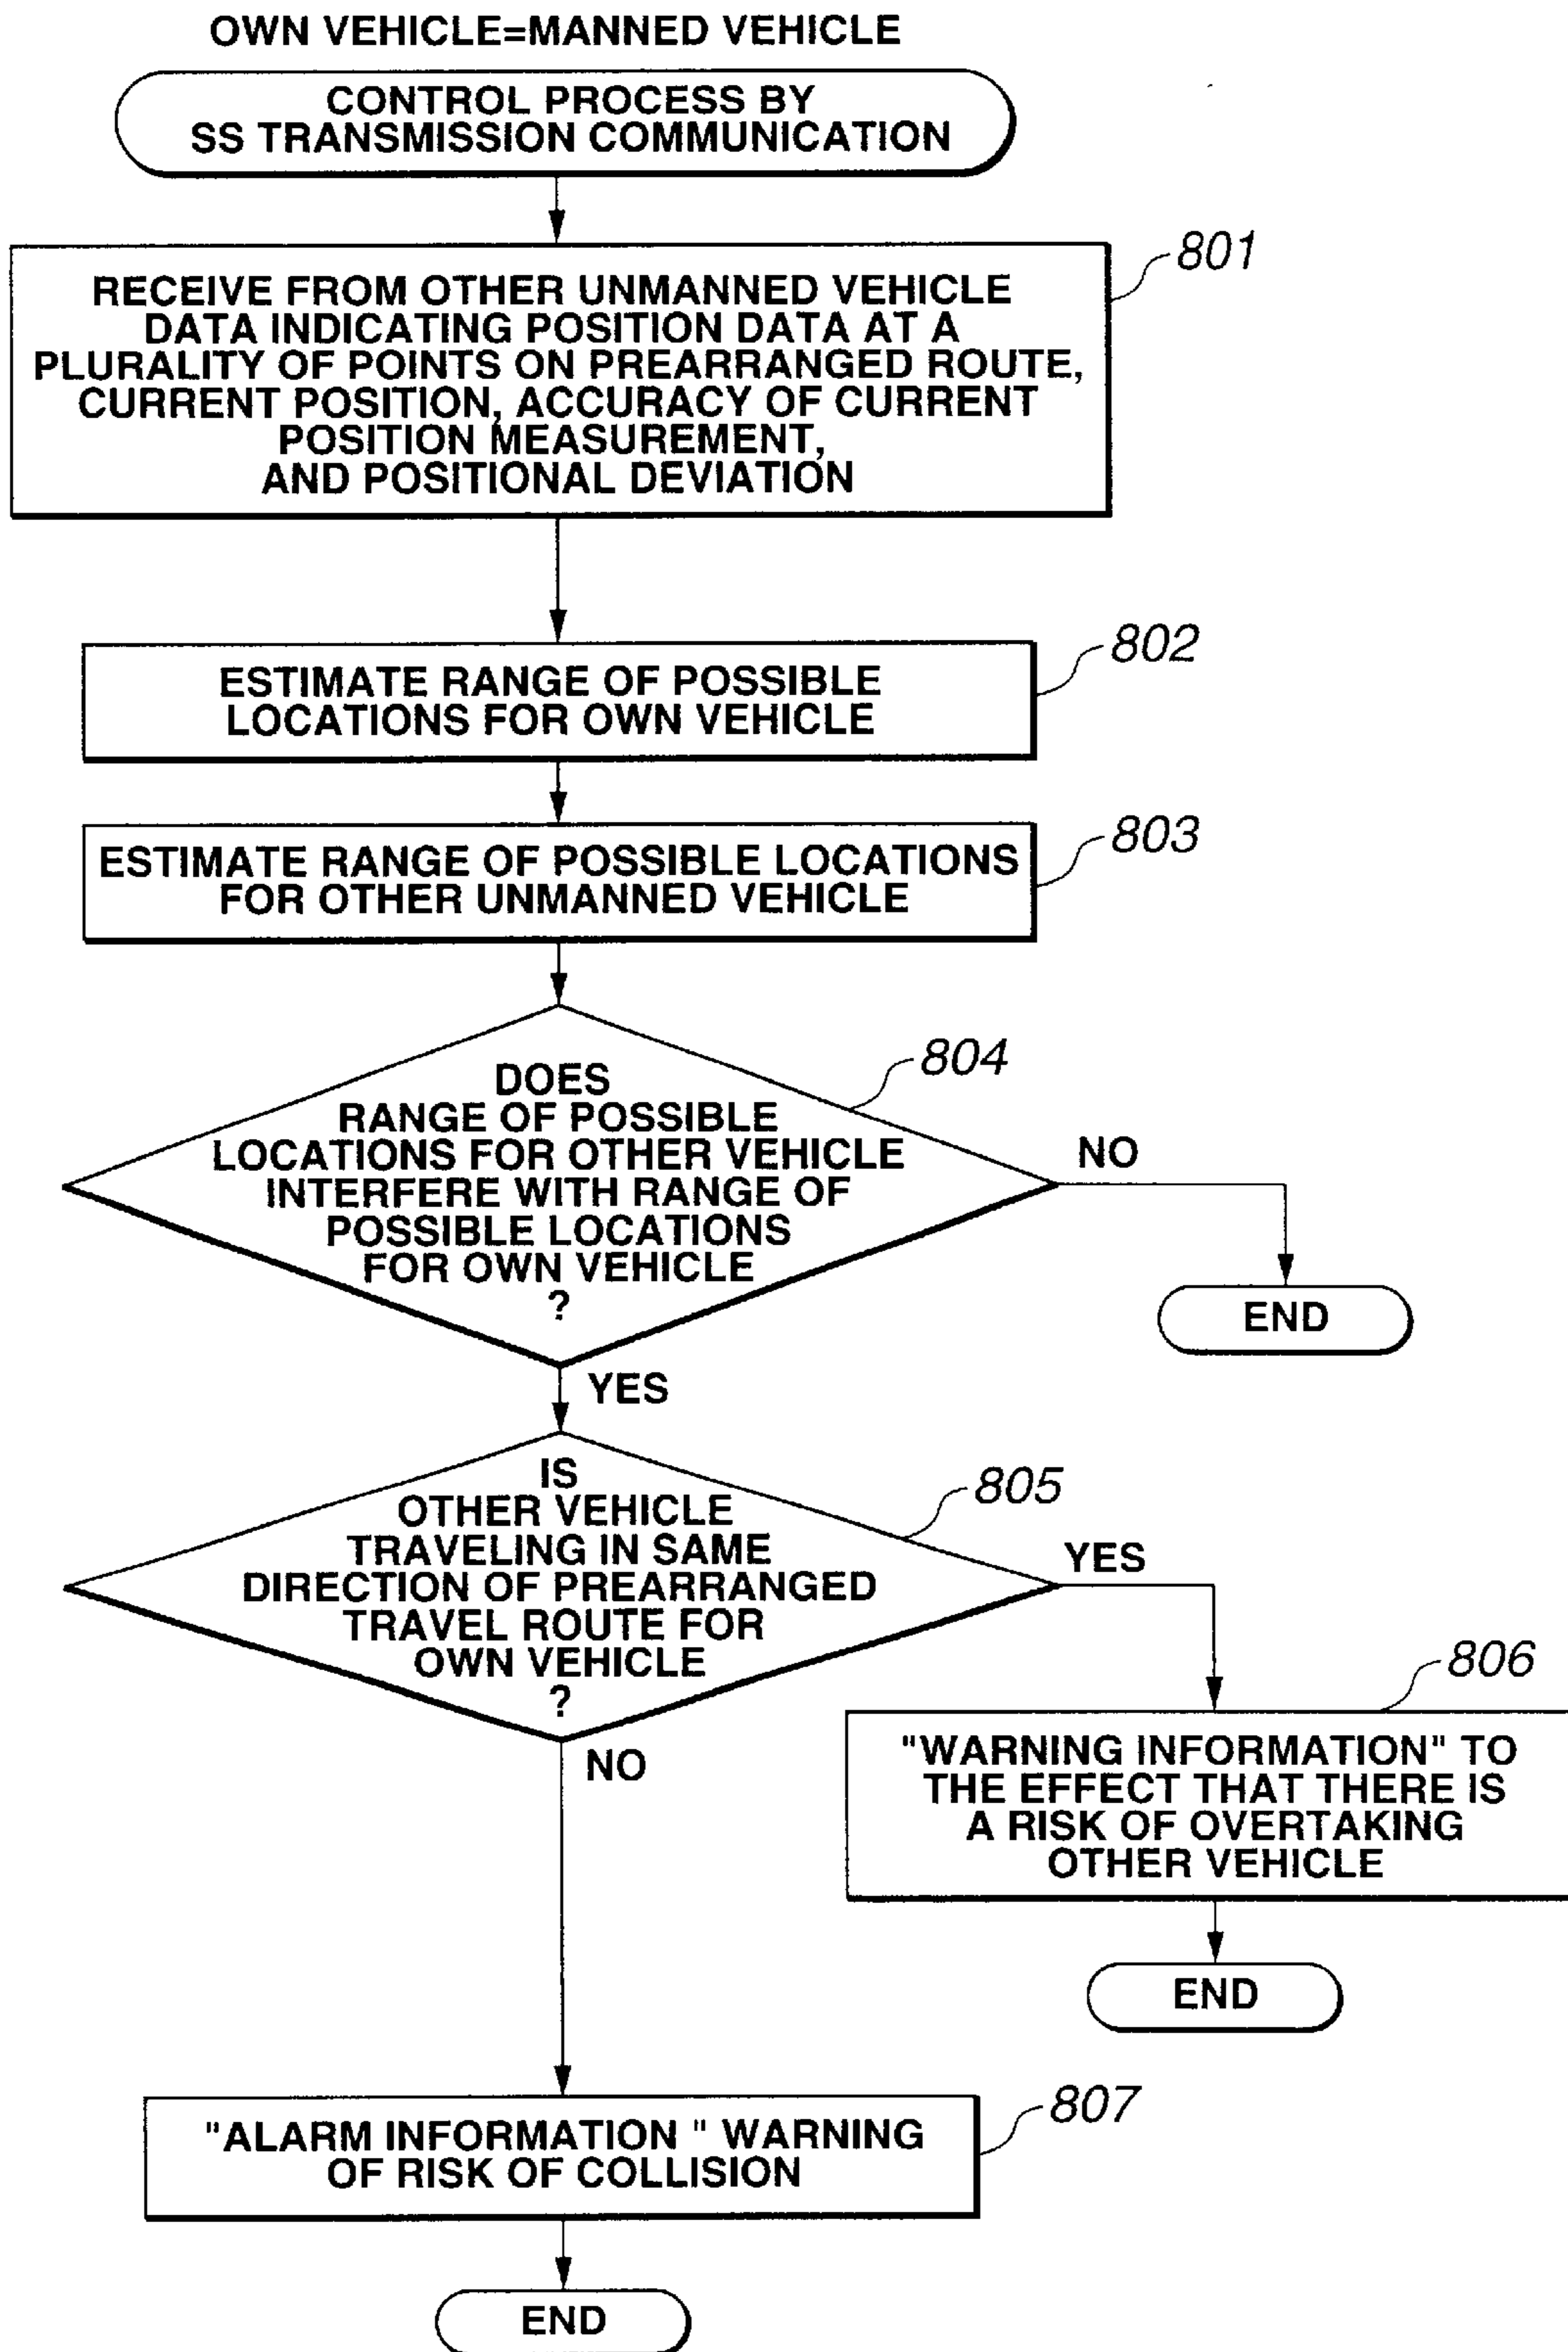 OWN VEHICLE=MANNED VEHICLE
CONTROL PROCESS BY
SS TRANSMISSION COMMUNICATION
801
RECEIVE FROM OTHER UNMANNED VEHICLE
DATA INDICATING POSITION DATA AT A
PLURALITY OF POINTS ON PREARRANGED ROUTE,
CURRENT POSITION, ACCURACY OF CURRENT
POSITION MEASUREMENT,
AND POSITIONAL DEVIATION
802
ESTIMATE RANGE OF POSSIBLE
LOCATIONS FOR OWN VEHICLE
803
ESTIMATE RANGE OF POSSIBLE LOCATIONS
FOR OTHER UNMANNED VEHICLE
804
DOES
RANGE OF POSSIBLE
LOCATIONS FOR OTHER VEHICLE
INTERFERE WITH RANGE OF
POSSIBLE LOCATIONS
FOR OWN VEHICLE
?
NO
END
YES
805
IS
OTHER VEHICLE
TRAVELING IN SAME
DIRECTION OF PREARRANGED
TRAVEL ROUTE FOR
OWN VEHICLE
?
YES
NO
806
"WARNING INFORMATION" TO
THE EFFECT THAT THERE IS
A RISK OF OVERTAKING
OTHER VEHICLE
END
807
"ALARM INFORMATION " WARNING
OF RISK OF COLLISION
END